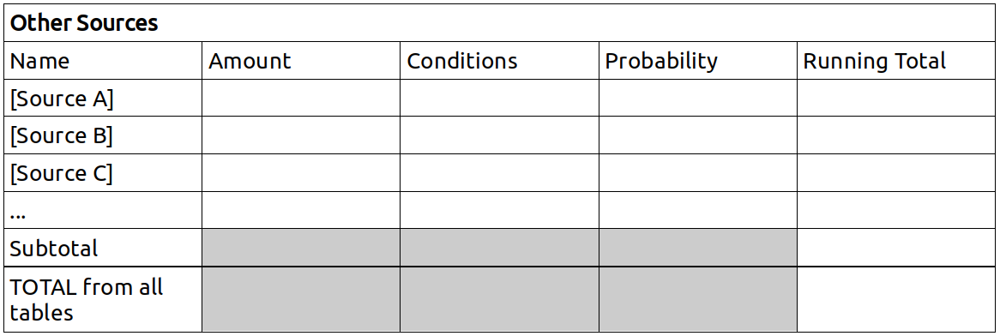 Other Sources
Name Amount Conditions Probability Running Total
[Source A]
[Source B]
[Source C]
...
Subtotal
TOTAL from all
tables